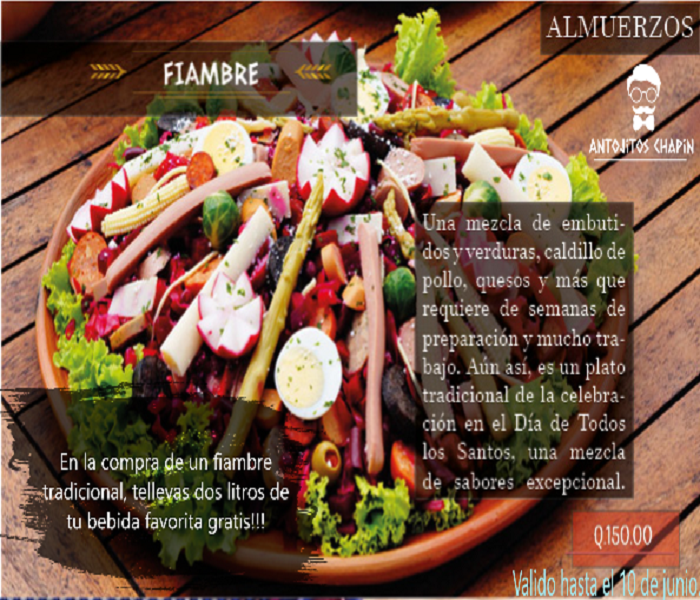 ALMUERZOS
FIAMBRE
ANTOJITOS CHAPIN
Una mezcla de embuti-
dos y verduras, caldillo de
pollo, quesos y más que
requiere de semanas de
preparación y mucho tra-
bajo. Aún así, es un plato
tradicional de la celebra-
ción en el Día de Todos
los Santos, una mezcla
de sabores excepcional.
En la compra de un fiambre
tradicional, tellevas dos litros de
tu bebida favorita gratis!!!
Q.150.00
Valido hasta el 10 de junio